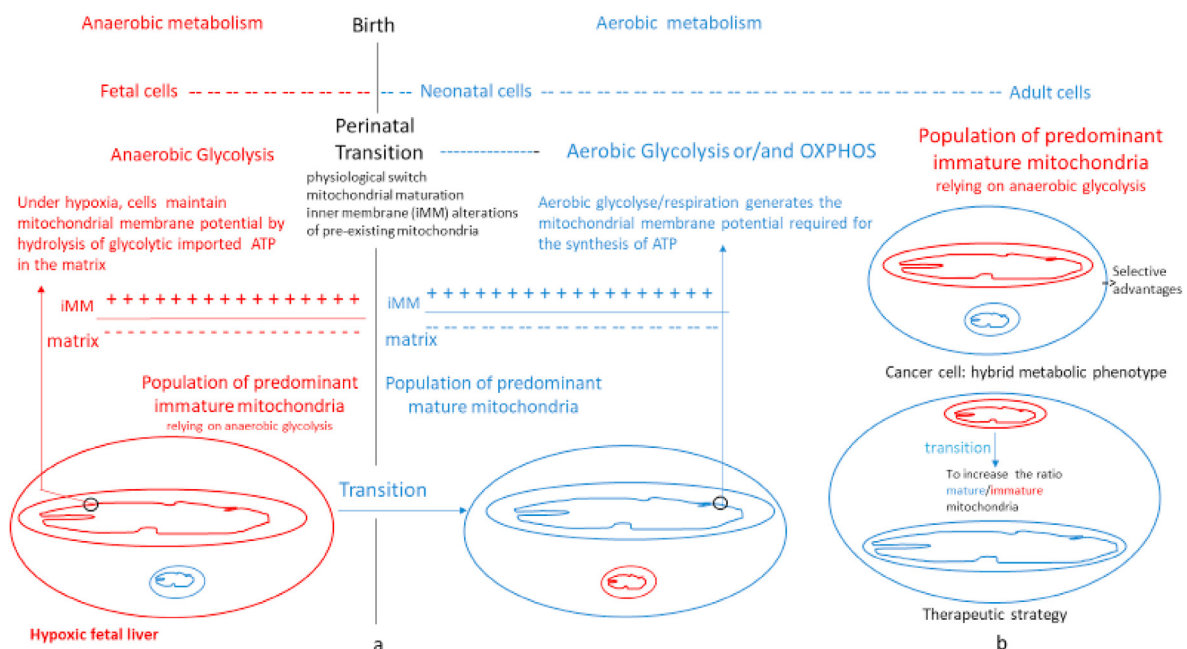 Anaerobic metabolism
Birth
Aerobic metabolism
Fetal cells
Neonatal cells
Adult cells
Perinatal
Transition
physiological switch
mitochondrial maturation
inner membrane (iMM) alterations
of pre-existing mitochondria
Anaerobic Glycolysis
Under hypoxia, cells maintain
mitochondrial membrane potential by
hydrolysis of glycolytic imported ATP
in the matrix
Aerobic Glycolysis or/and OXPHOS
Aerobic glycolyse/respiration generates the
mitochondrial membrane potential required for
the synthesis of ATP
iMM + + + + + + + + + + + + + + + + +
matrix
iMM + + + + + + + + + + + + + + + + + + +
matrix
Population of predominant
immature mitochondria
relying on anaerobic glycolysis
Population of predominant
mature mitochondria
Transition
Hypoxic fetal liver
a
Population of predominant
immature mitochondria
relying on anaerobic glycolysis
Selective
advantages
Cancer cell: hybrid metabolic phenotype
transition
To increase the ratio
mature/immature
mitochondria
Therapeutic strategy
b